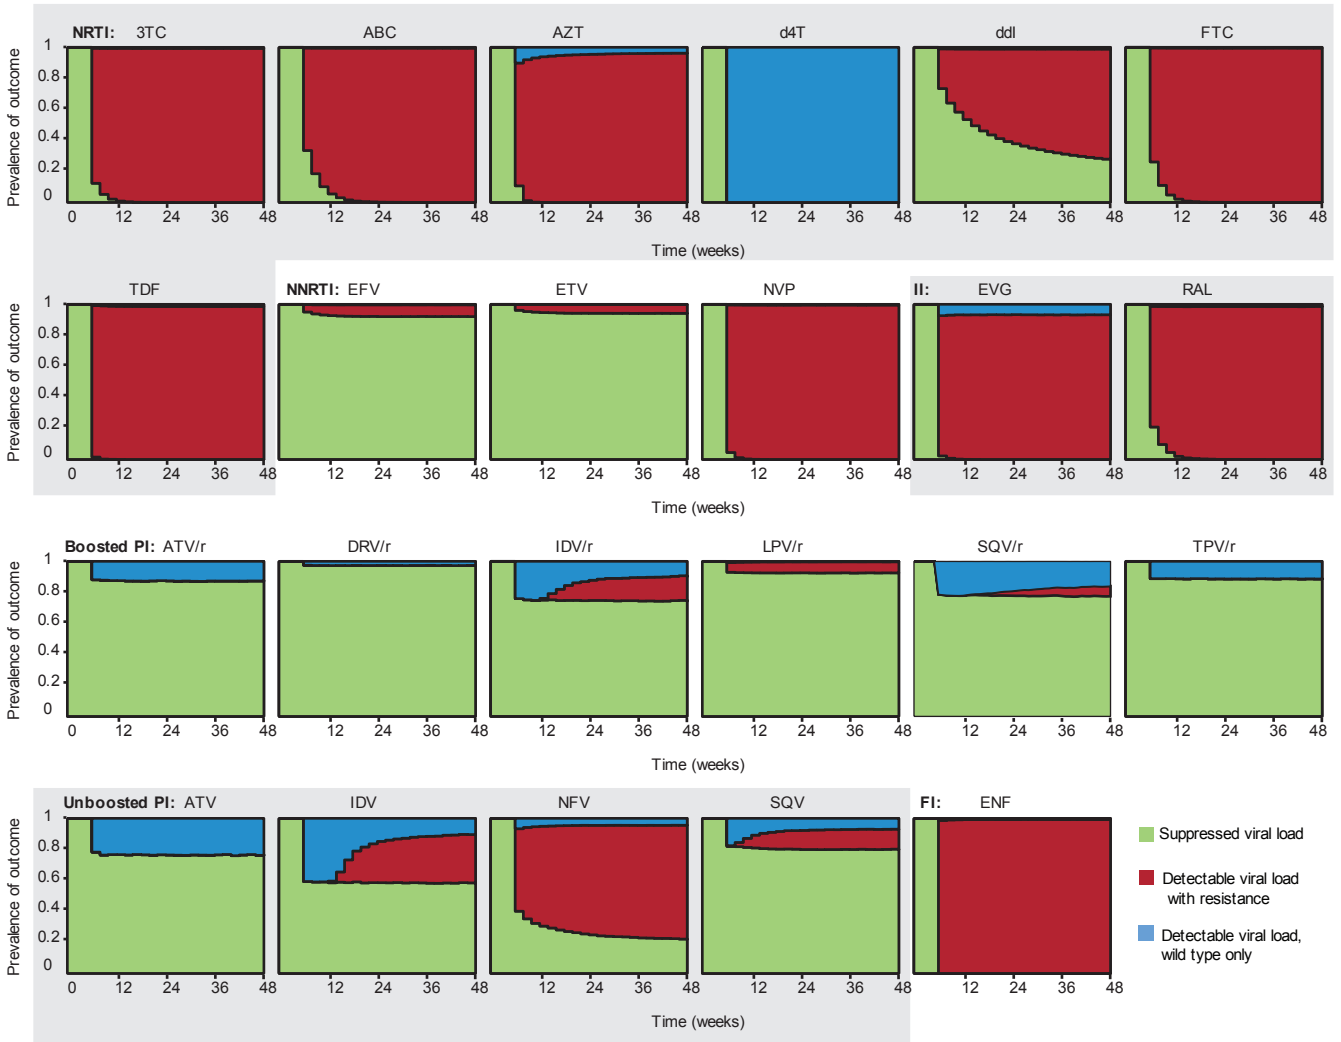 NRTI: 3TC ABC AZT d4T ddI FTC
Prevalence of outcome
1
0.8
0.6
0.4
0.2
0
0 12 24 36 48 12 24 36 48 12 24 36 48 12 24 36 48 12 24 36 48 12 24 36 48
Time (weeks)
TDF NNRTI: EFV ETV NVP II: EVG RAL
Prevalence of outcome
1
0.8
0.6
0.4
0.2
0
0 12 24 36 48 12 24 36 48 12 24 36 48 12 24 36 48 12 24 36 48 12 24 36 48
Time (weeks)
Boosted PI: ATV/r DRV/r IDV/r LPV/r SQV/r TPV/r
Prevalence of outcome
1
0.8
0.6
0.4
0.2
0
0 12 24 36 48 12 24 36 48 12 24 36 48 12 24 36 48 12 24 36 48 12 24 36 48
Time (weeks)
Unboosted PI: ATV IDV NFV SQV FI: ENF
Prevalence of outcome
1
0.8
0.6
0.4
0.2
0
0 12 24 36 48 12 24 36 48 12 24 36 48 12 24 36 48 12 24 36 48
Time (weeks)
Suppressed viral load
Detectable viral load
with resistance
Detectable viral load,
wild type only